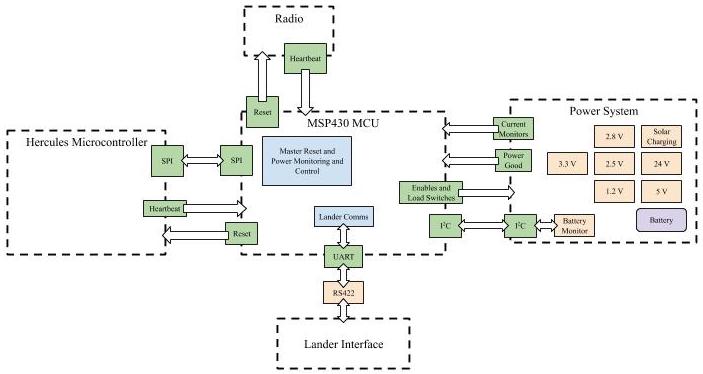 Radio
Heartbeat
Reset
MSP430 MCU
Master Reset and
Power Monitoring and
Control
Hercules Microcontroller
SPI
SPI
Heartbeat
Reset
Lander Comms
UART
RS422
Lander Interface
Power System
Current
Monitors
Power
Good
Enables and
Load Switches
I²C
I²C
Battery
Monitor
2.8 V
Solar
Charging
3.3 V
2.5 V
24 V
1.2 V
5 V
Battery